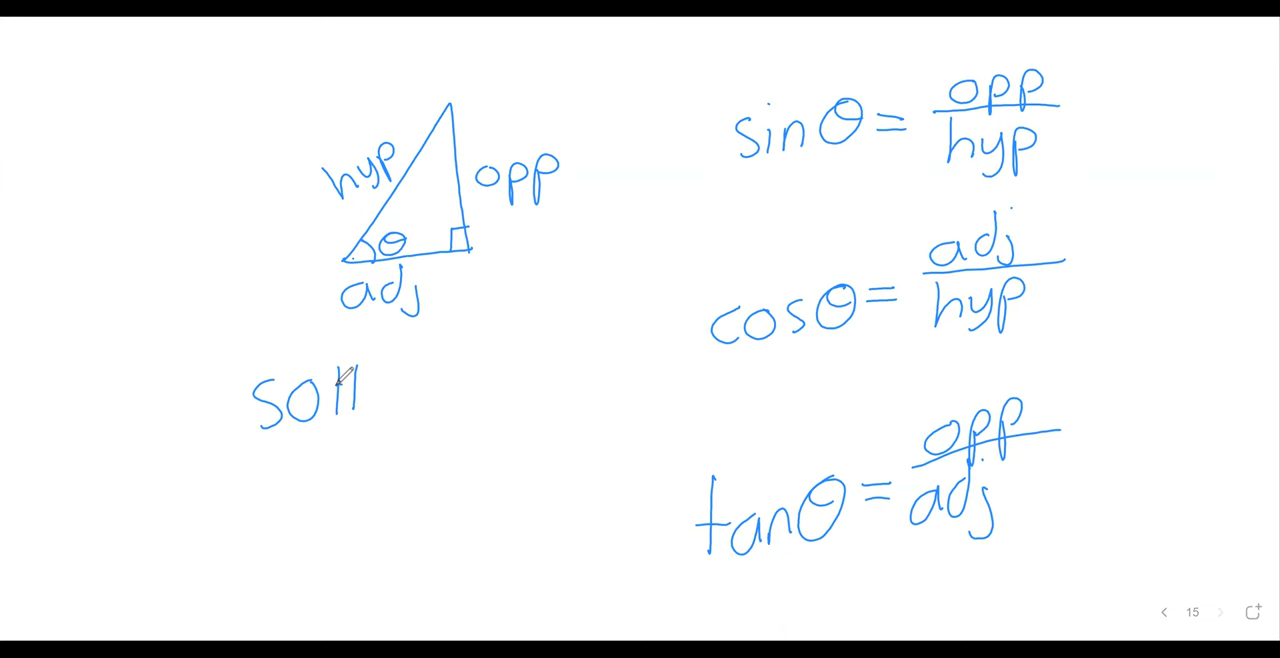 hyp
opp
θ
adj
SOH
sinθ = opp/hyp
cosθ = adj/hyp
tanθ = opp/adj
< 15 >